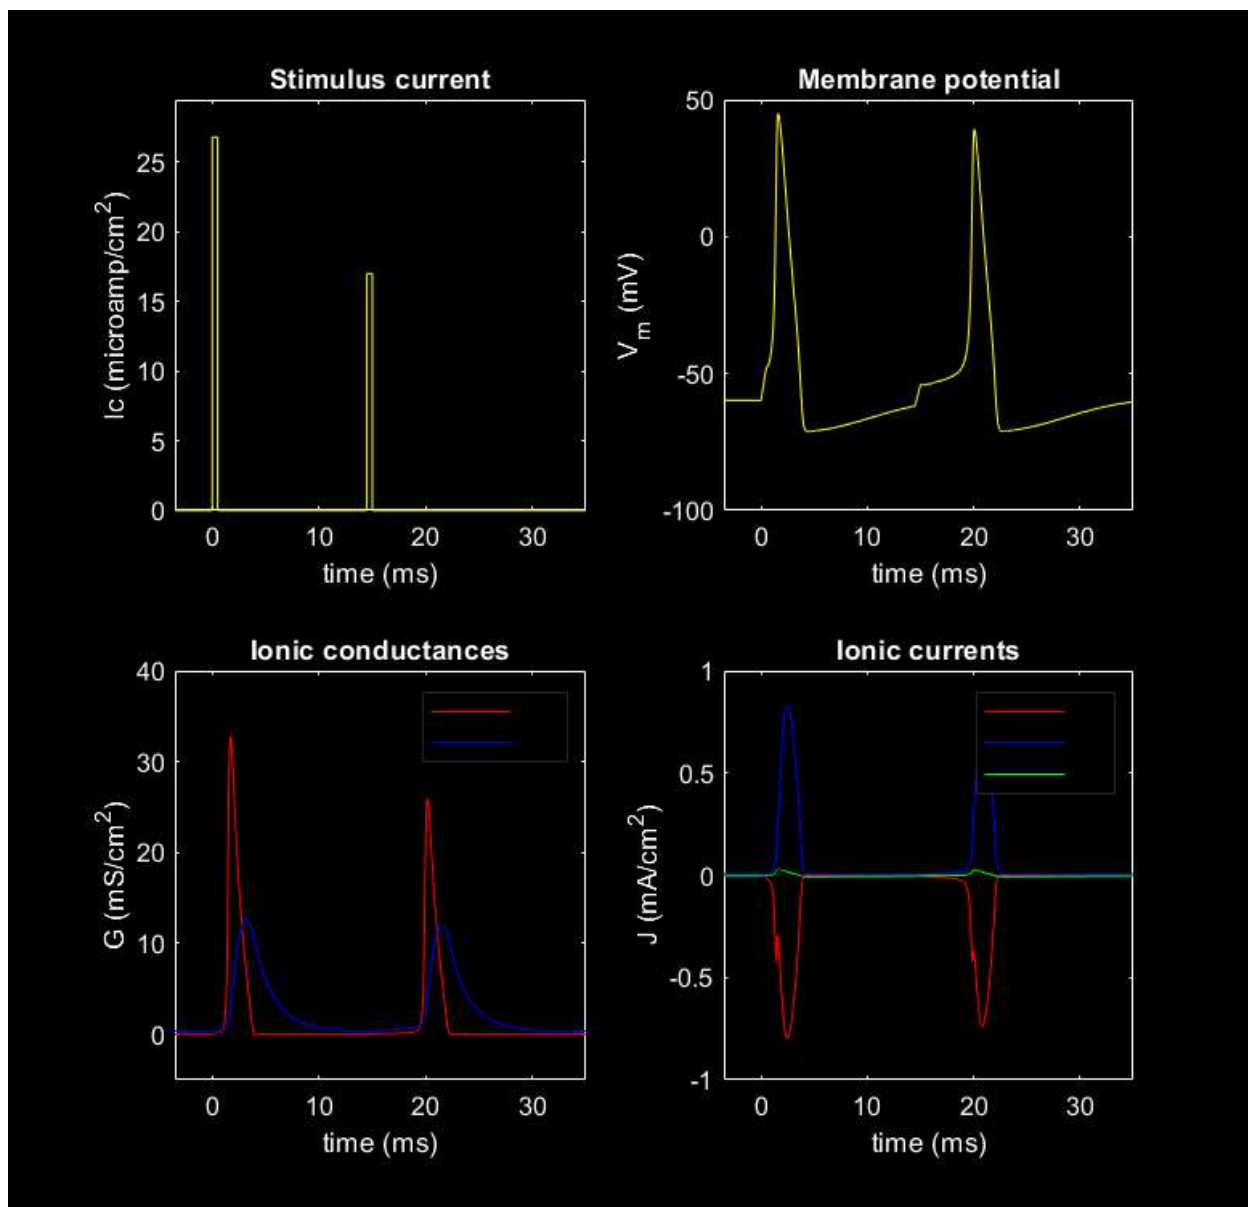 Stimulus current
Ic (microamp/cm²)
25
20
15
10
5
0
0 10 20 30
time (ms)
Membrane potential
V_m (mV)
50
0
-50
-100
0 10 20 30
time (ms)
Ionic conductances
G (mS/cm²)
40
30
20
10
0
0 10 20 30
time (ms)
Ionic currents
J (mA/cm²)
1
0.5
0
-0.5
-1
0 10 20 30
time (ms)